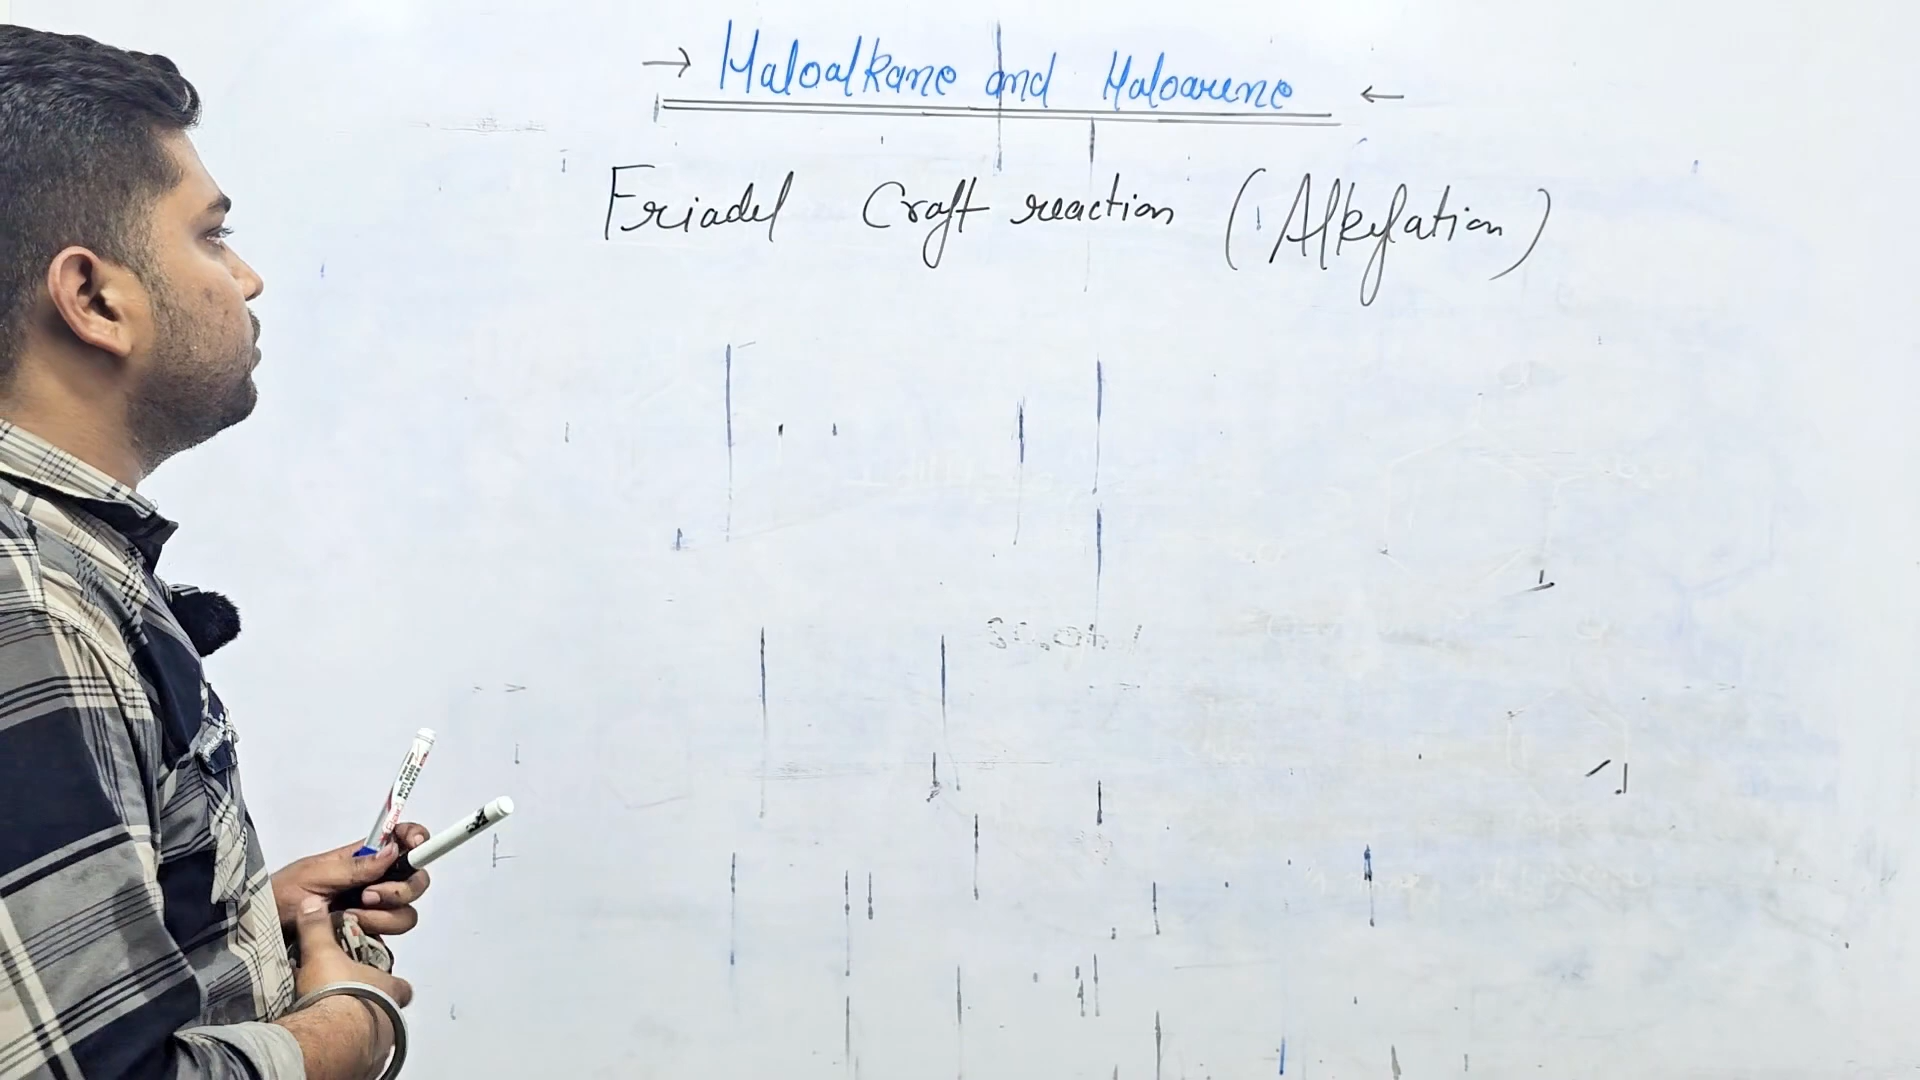 → Haloalkane and Haloarene ←
Friadel Craft reaction (Alkylation)